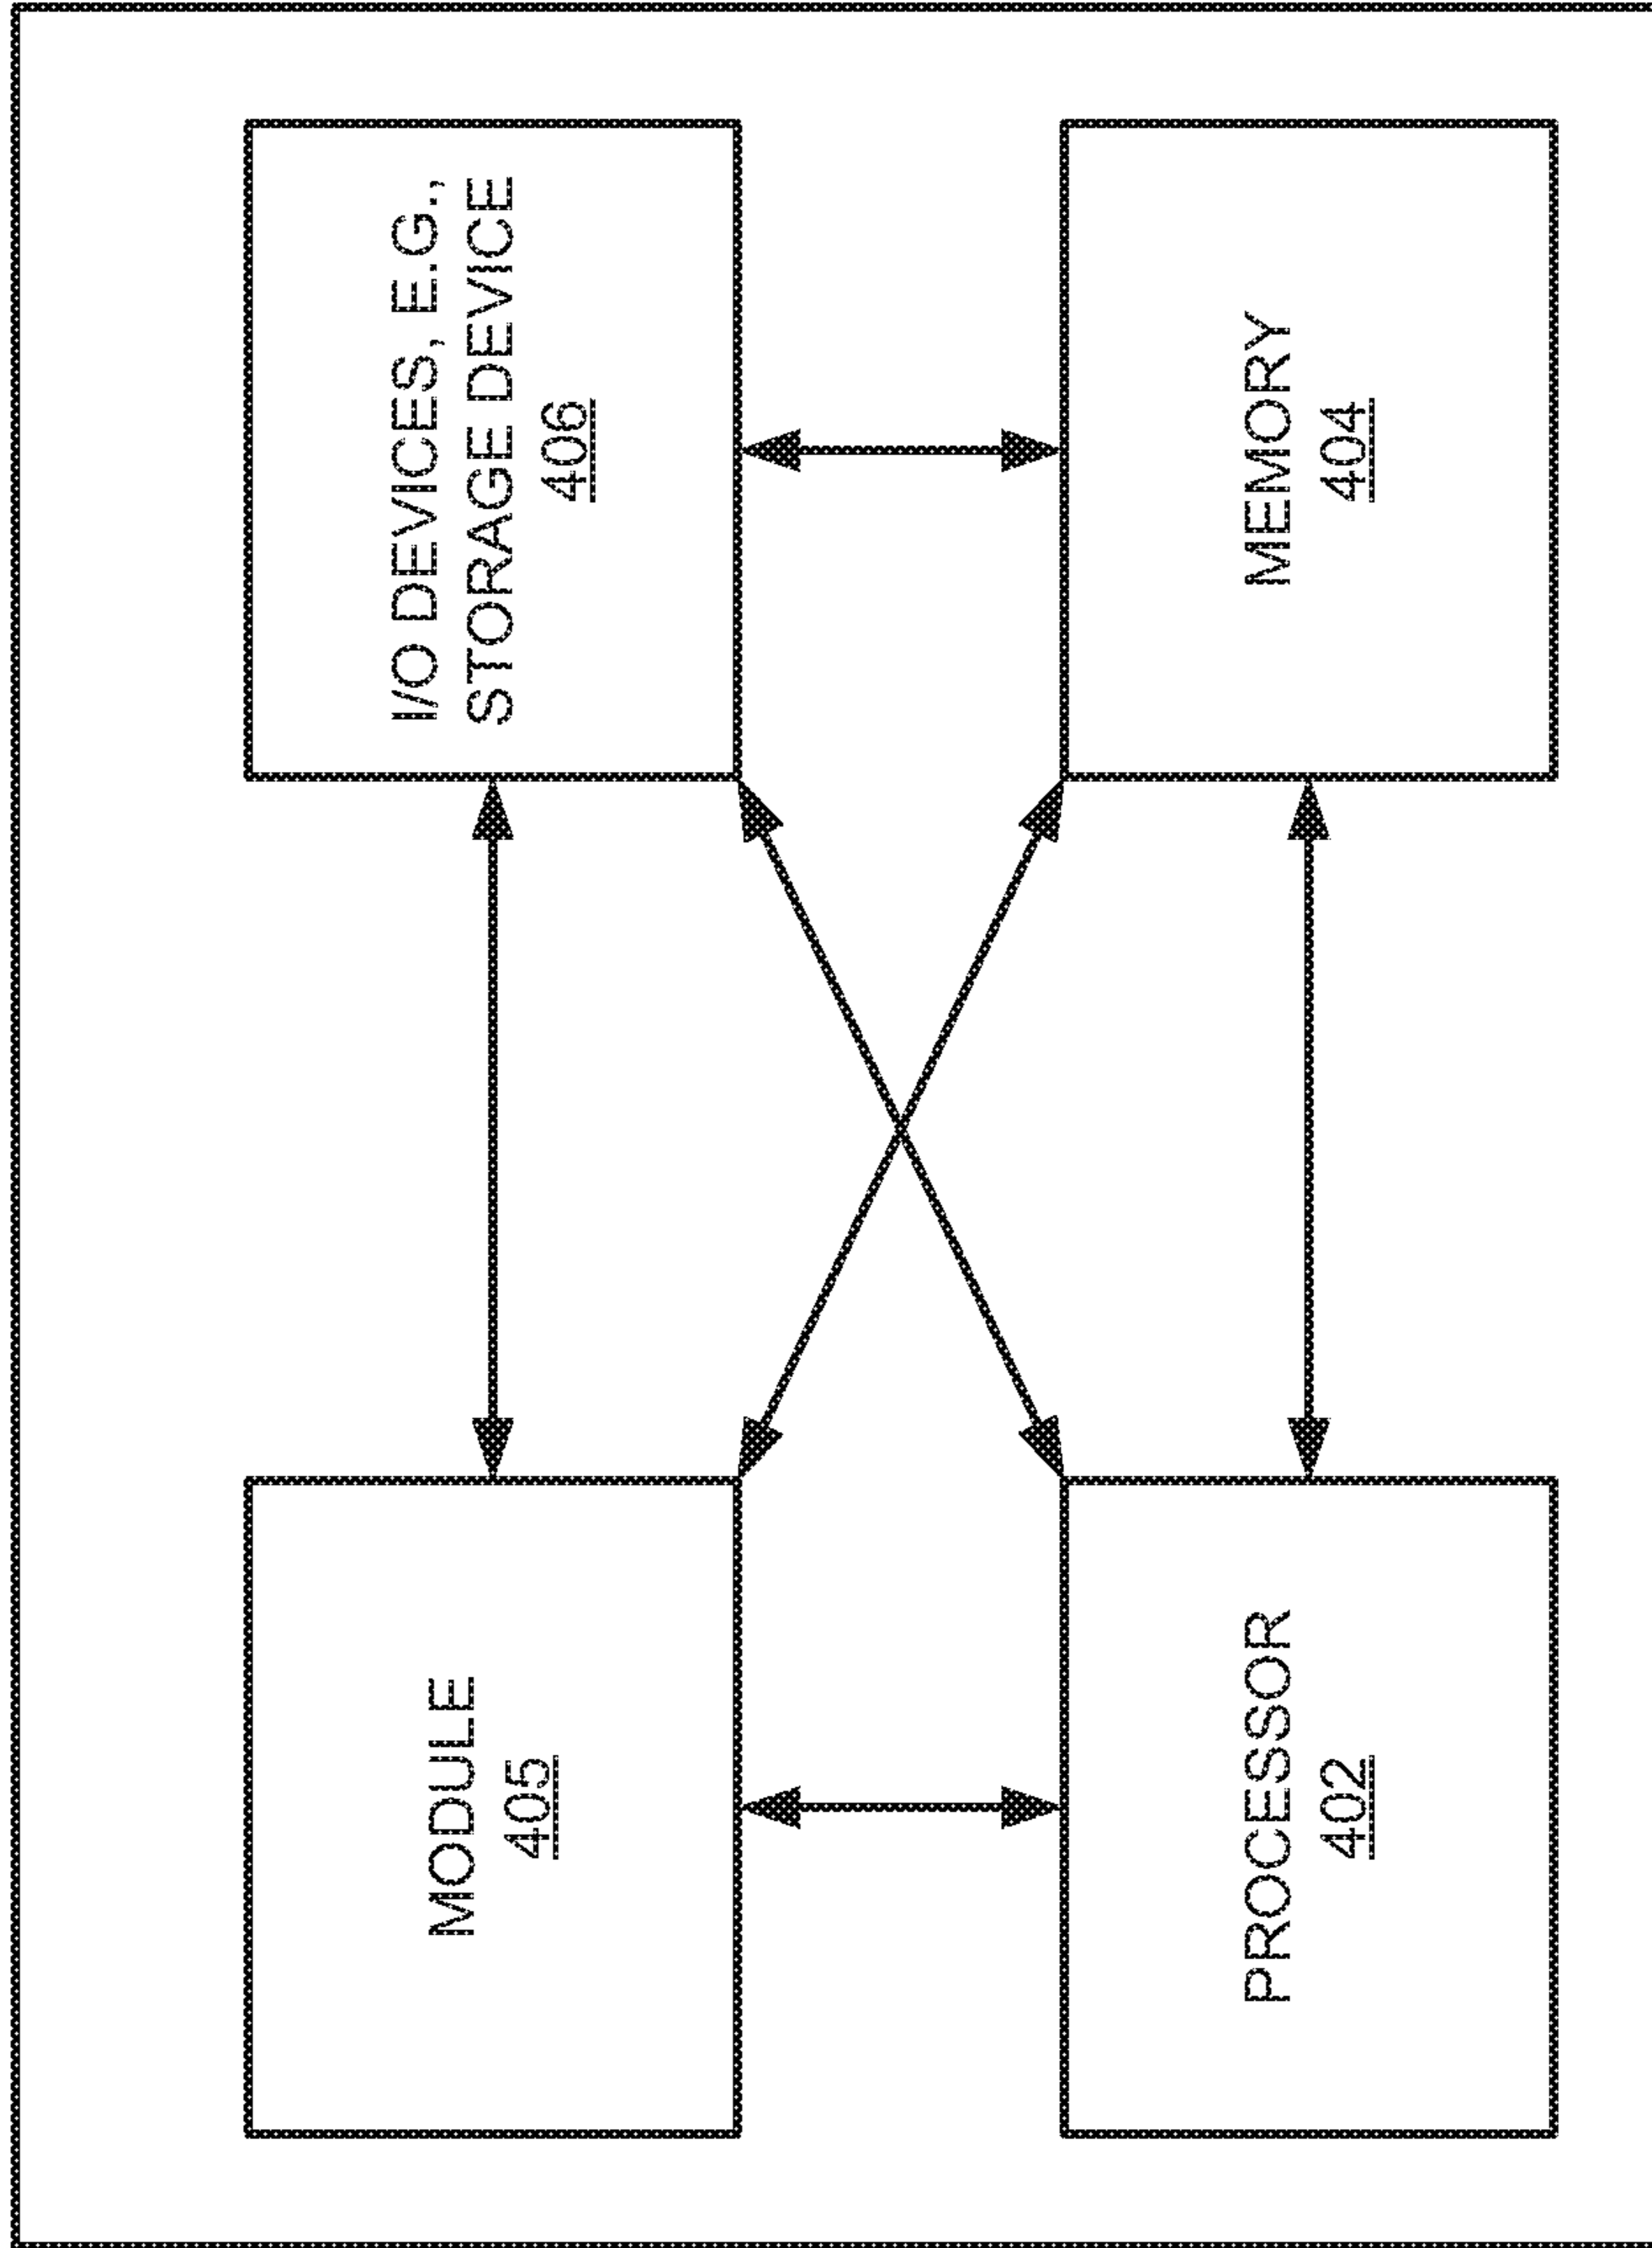 MODULE
405
I/O DEVICES, E.G.,
STORAGE DEVICE
406
PROCESSOR
402
MEMORY
404